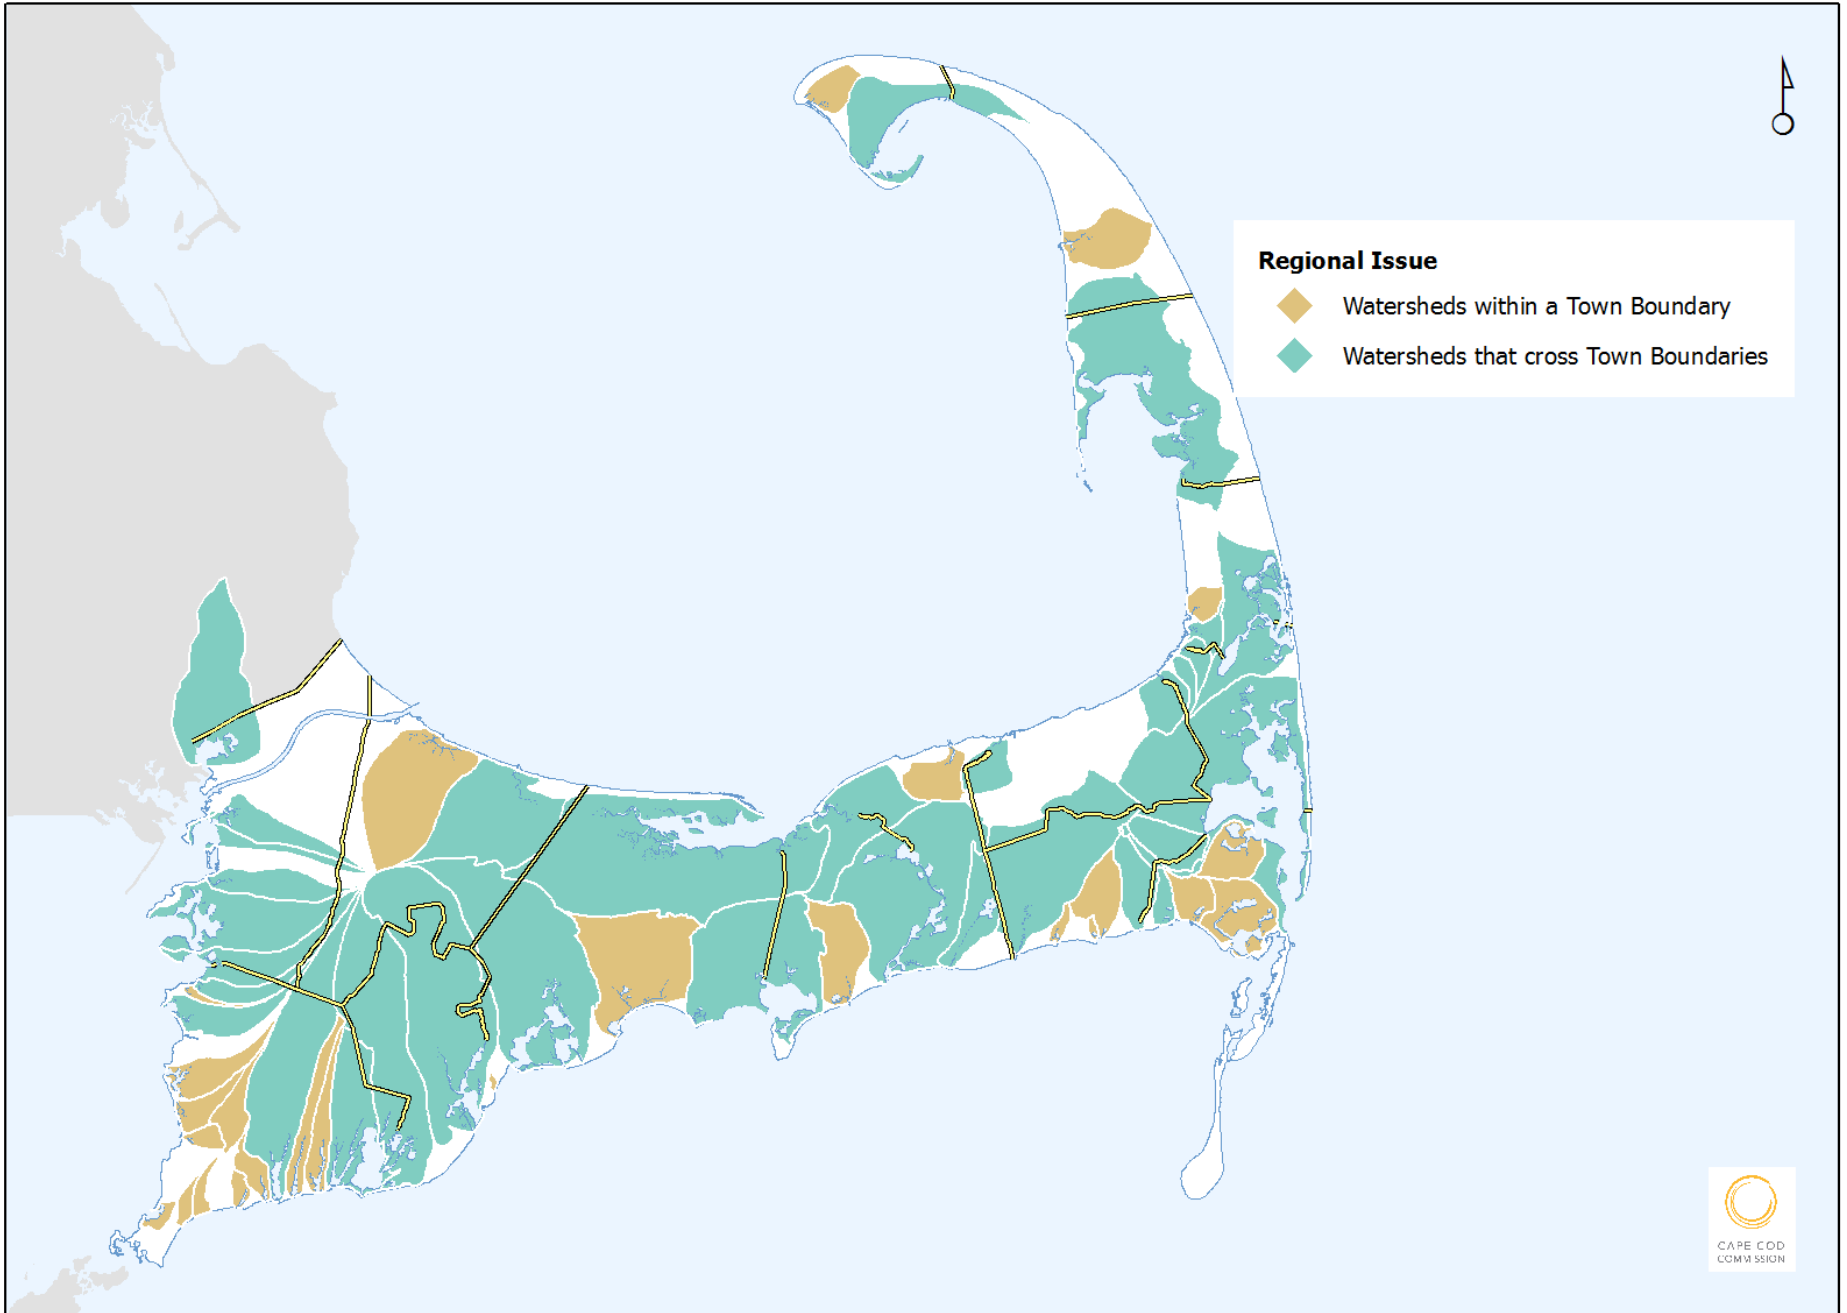 Regional Issue
Watersheds within a Town Boundary
Watersheds that cross Town Boundaries
CAPE COD
COMMISSION